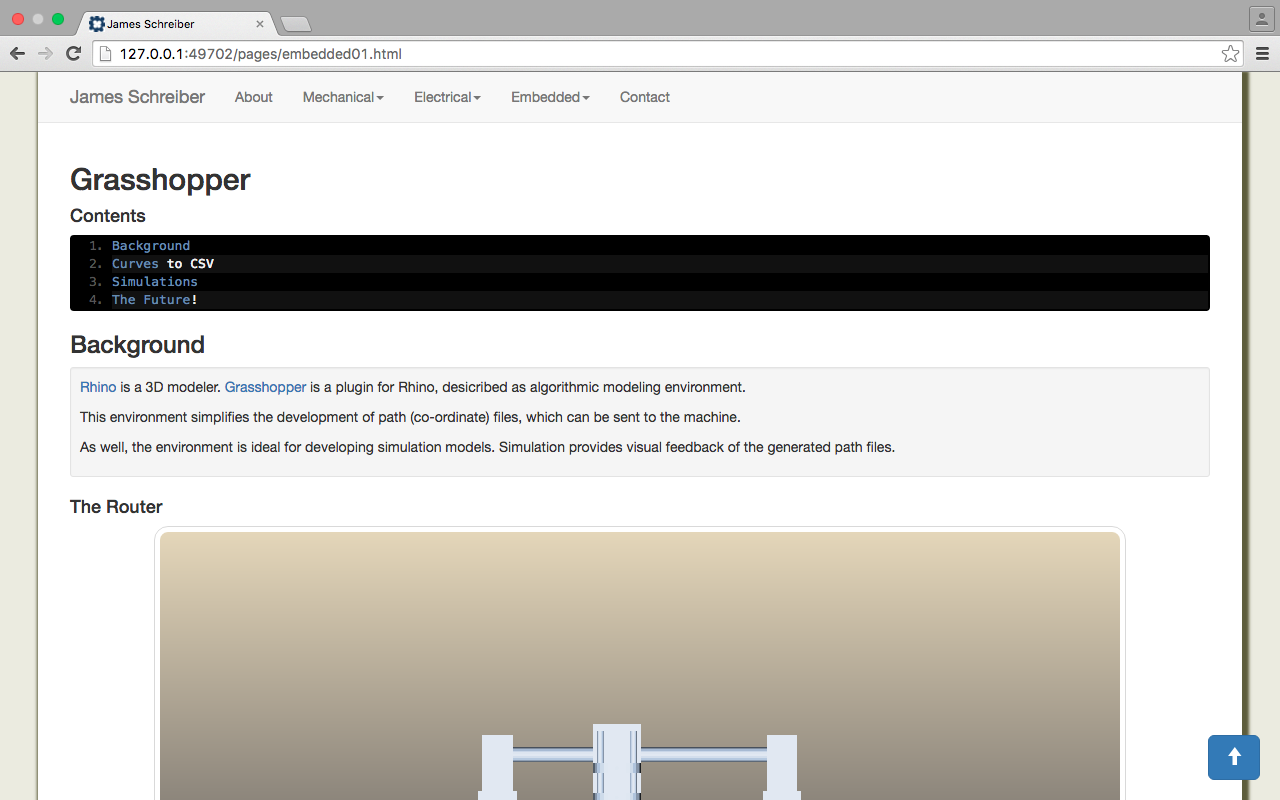 James Schreiber
127.0.0.1:49702/pages/embedded01.html
James Schreiber About Mechanical Electrical Embedded Contact
Grasshopper
Contents
1. Background
2. Curves to CSV
3. Simulations
4. The Future!
Background
Rhino is a 3D modeler. Grasshopper is a plugin for Rhino, desicribed as algorithmic modeling environment.
This environment simplifies the development of path (co-ordinate) files, which can be sent to the machine.
As well, the environment is ideal for developing simulation models. Simulation provides visual feedback of the generated path files.
The Router